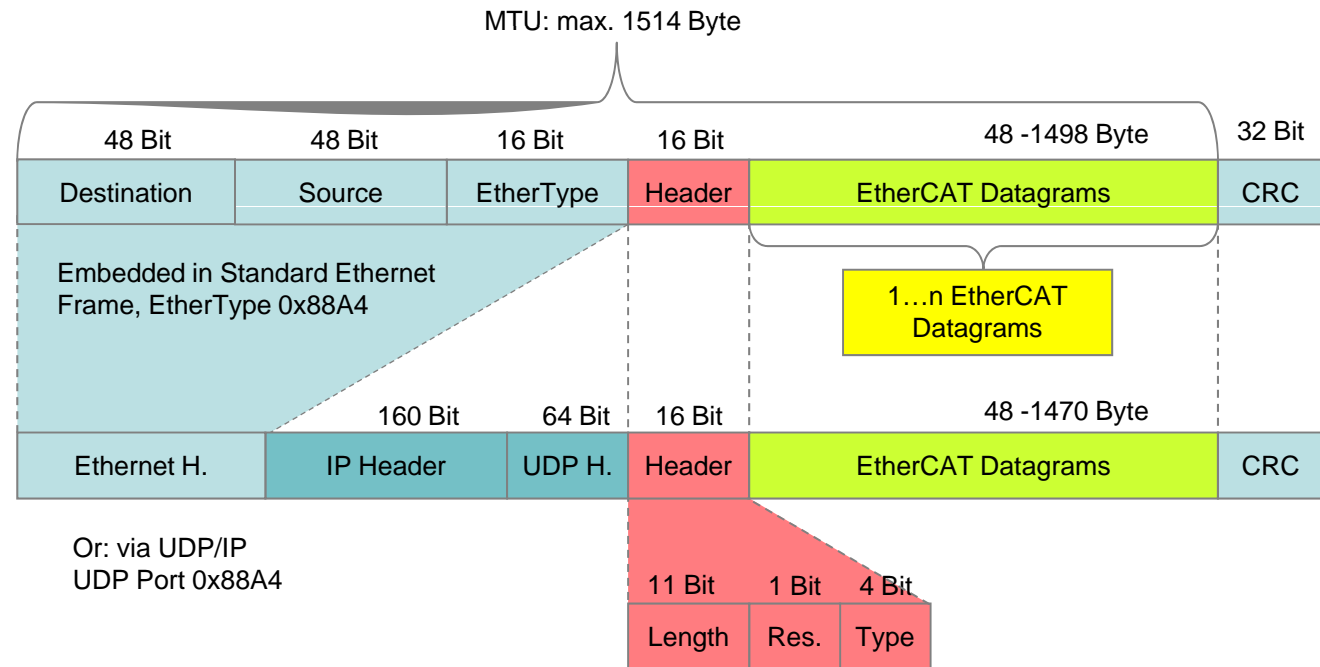 MTU: max. 1514 Byte
48 Bit
48 Bit
16 Bit
16 Bit
48 -1498 Byte
32 Bit
Destination
Source
EtherType
Header
EtherCAT Datagrams
CRC
Embedded in Standard Ethernet
Frame, EtherType 0x88A4
1…n EtherCAT
Datagrams
160 Bit
64 Bit
16 Bit
48 -1470 Byte
Ethernet H.
IP Header
UDP H.
Header
EtherCAT Datagrams
CRC
Or: via UDP/IP
UDP Port 0x88A4
11 Bit
1 Bit
4 Bit
Length
Res.
Type